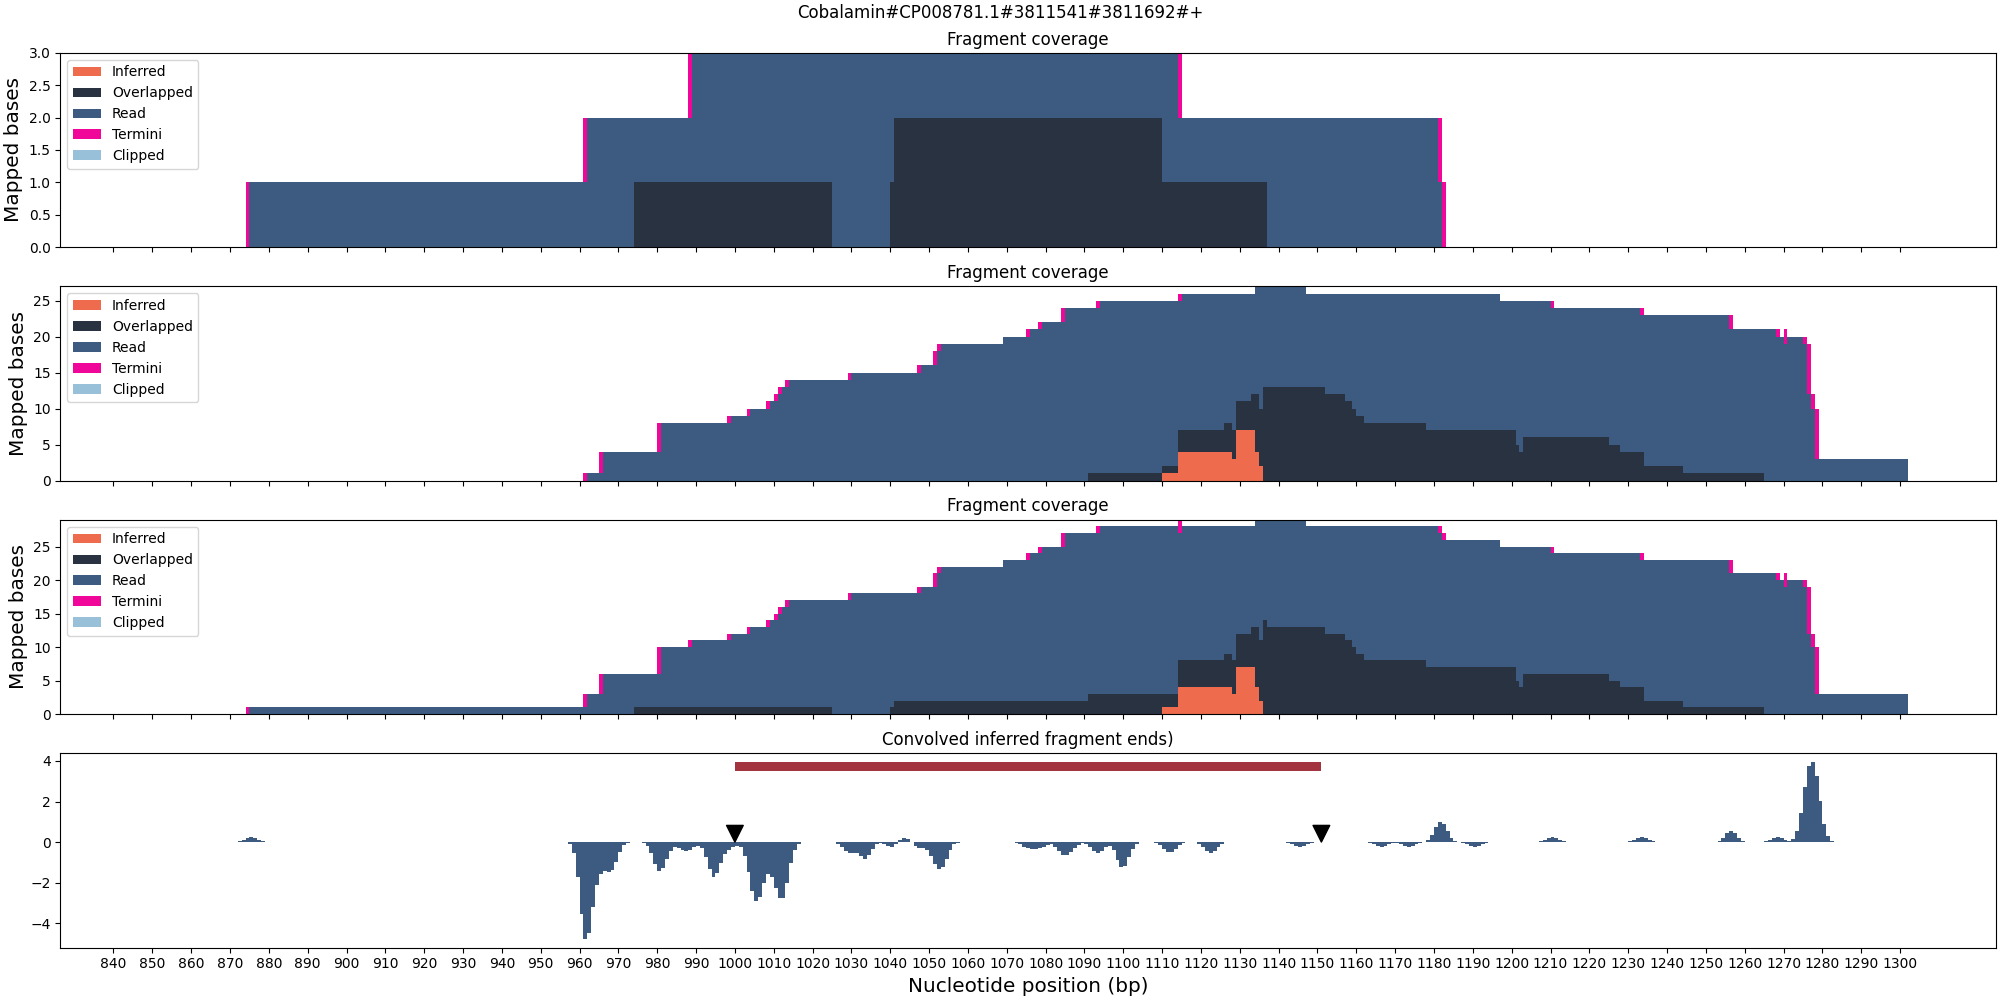 Cobalamin#CP008781.1#3811541#3811692#+
Fragment coverage
Mapped bases
3.0
2.5
2.0
1.5
1.0
0.5
0.0
Inferred
Overlapped
Read
Termini
Clipped
Fragment coverage
Mapped bases
25
20
15
10
5
0
Inferred
Overlapped
Read
Termini
Clipped
Fragment coverage
Mapped bases
25
20
15
10
5
0
Inferred
Overlapped
Read
Termini
Clipped
Convolved inferred fragment ends)
4
2
0
−2
−4
840 850 860 870 880 890 900 910 920 930 940 950 960 970 980 990 1000 1010 1020 1030 1040 1050 1060 1070 1080 1090 1100 1110 1120 1130 1140 1150 1160 1170 1180 1190 1200 1210 1220 1230 1240 1250 1260 1270 1280 1290 1300
Nucleotide position (bp)